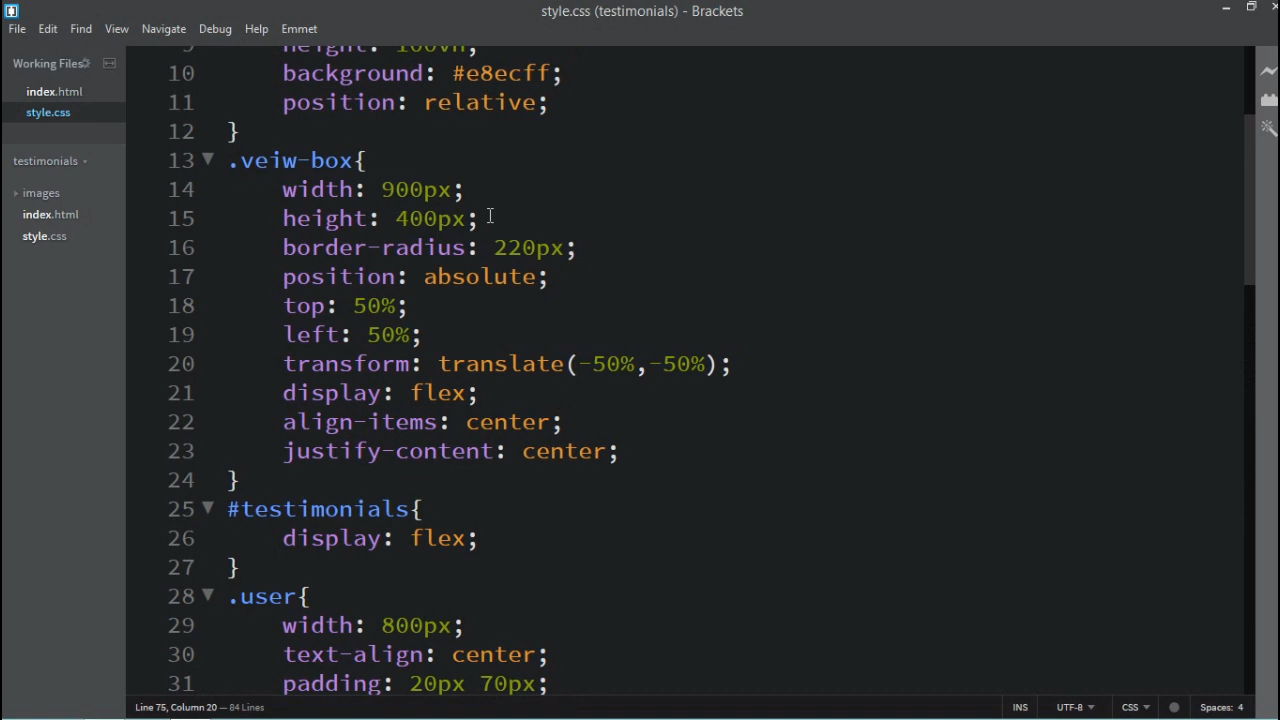 style.css (testimonials) - Brackets
File Edit Find View Navigate Debug Help Emmet
Working Files
index.html
style.css
testimonials
images
index.html
style.css
9 height: 100vh;
10 background: #e8ecff;
11 position: relative;
12 }
13 .veiw-box{
14 width: 900px;
15 height: 400px;
16 border-radius: 220px;
17 position: absolute;
18 top: 50%;
19 left: 50%;
20 transform: translate(-50%,-50%);
21 display: flex;
22 align-items: center;
23 justify-content: center;
24 }
25 #testimonials{
26 display: flex;
27 }
28 .user{
29 width: 800px;
30 text-align: center;
31 padding: 20px 70px;
Line 75, Column 20 — 84 Lines
INS UTF-8 CSS Spaces: 4